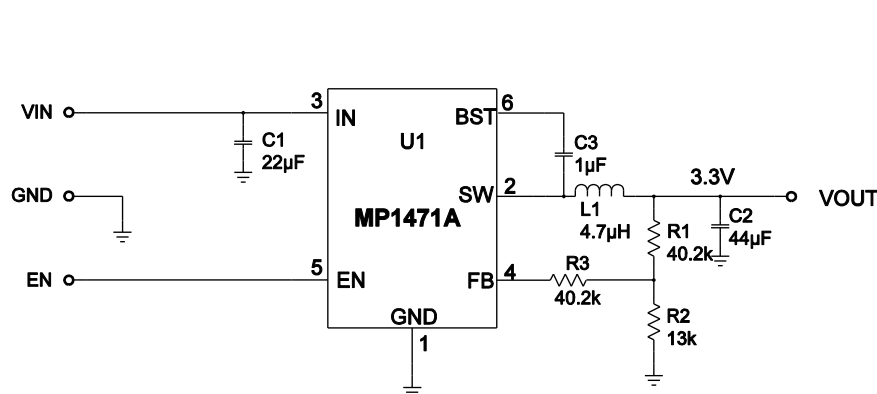 VIN
3
IN
BST
6
C1
22µF
U1
C3
1µF
GND
SW
2
3.3V
VOUT
L1
4.7µH
MP1471A
R1
40.2k
C2
44µF
EN
5
EN
FB
4
R3
40.2k
GND
1
R2
13k